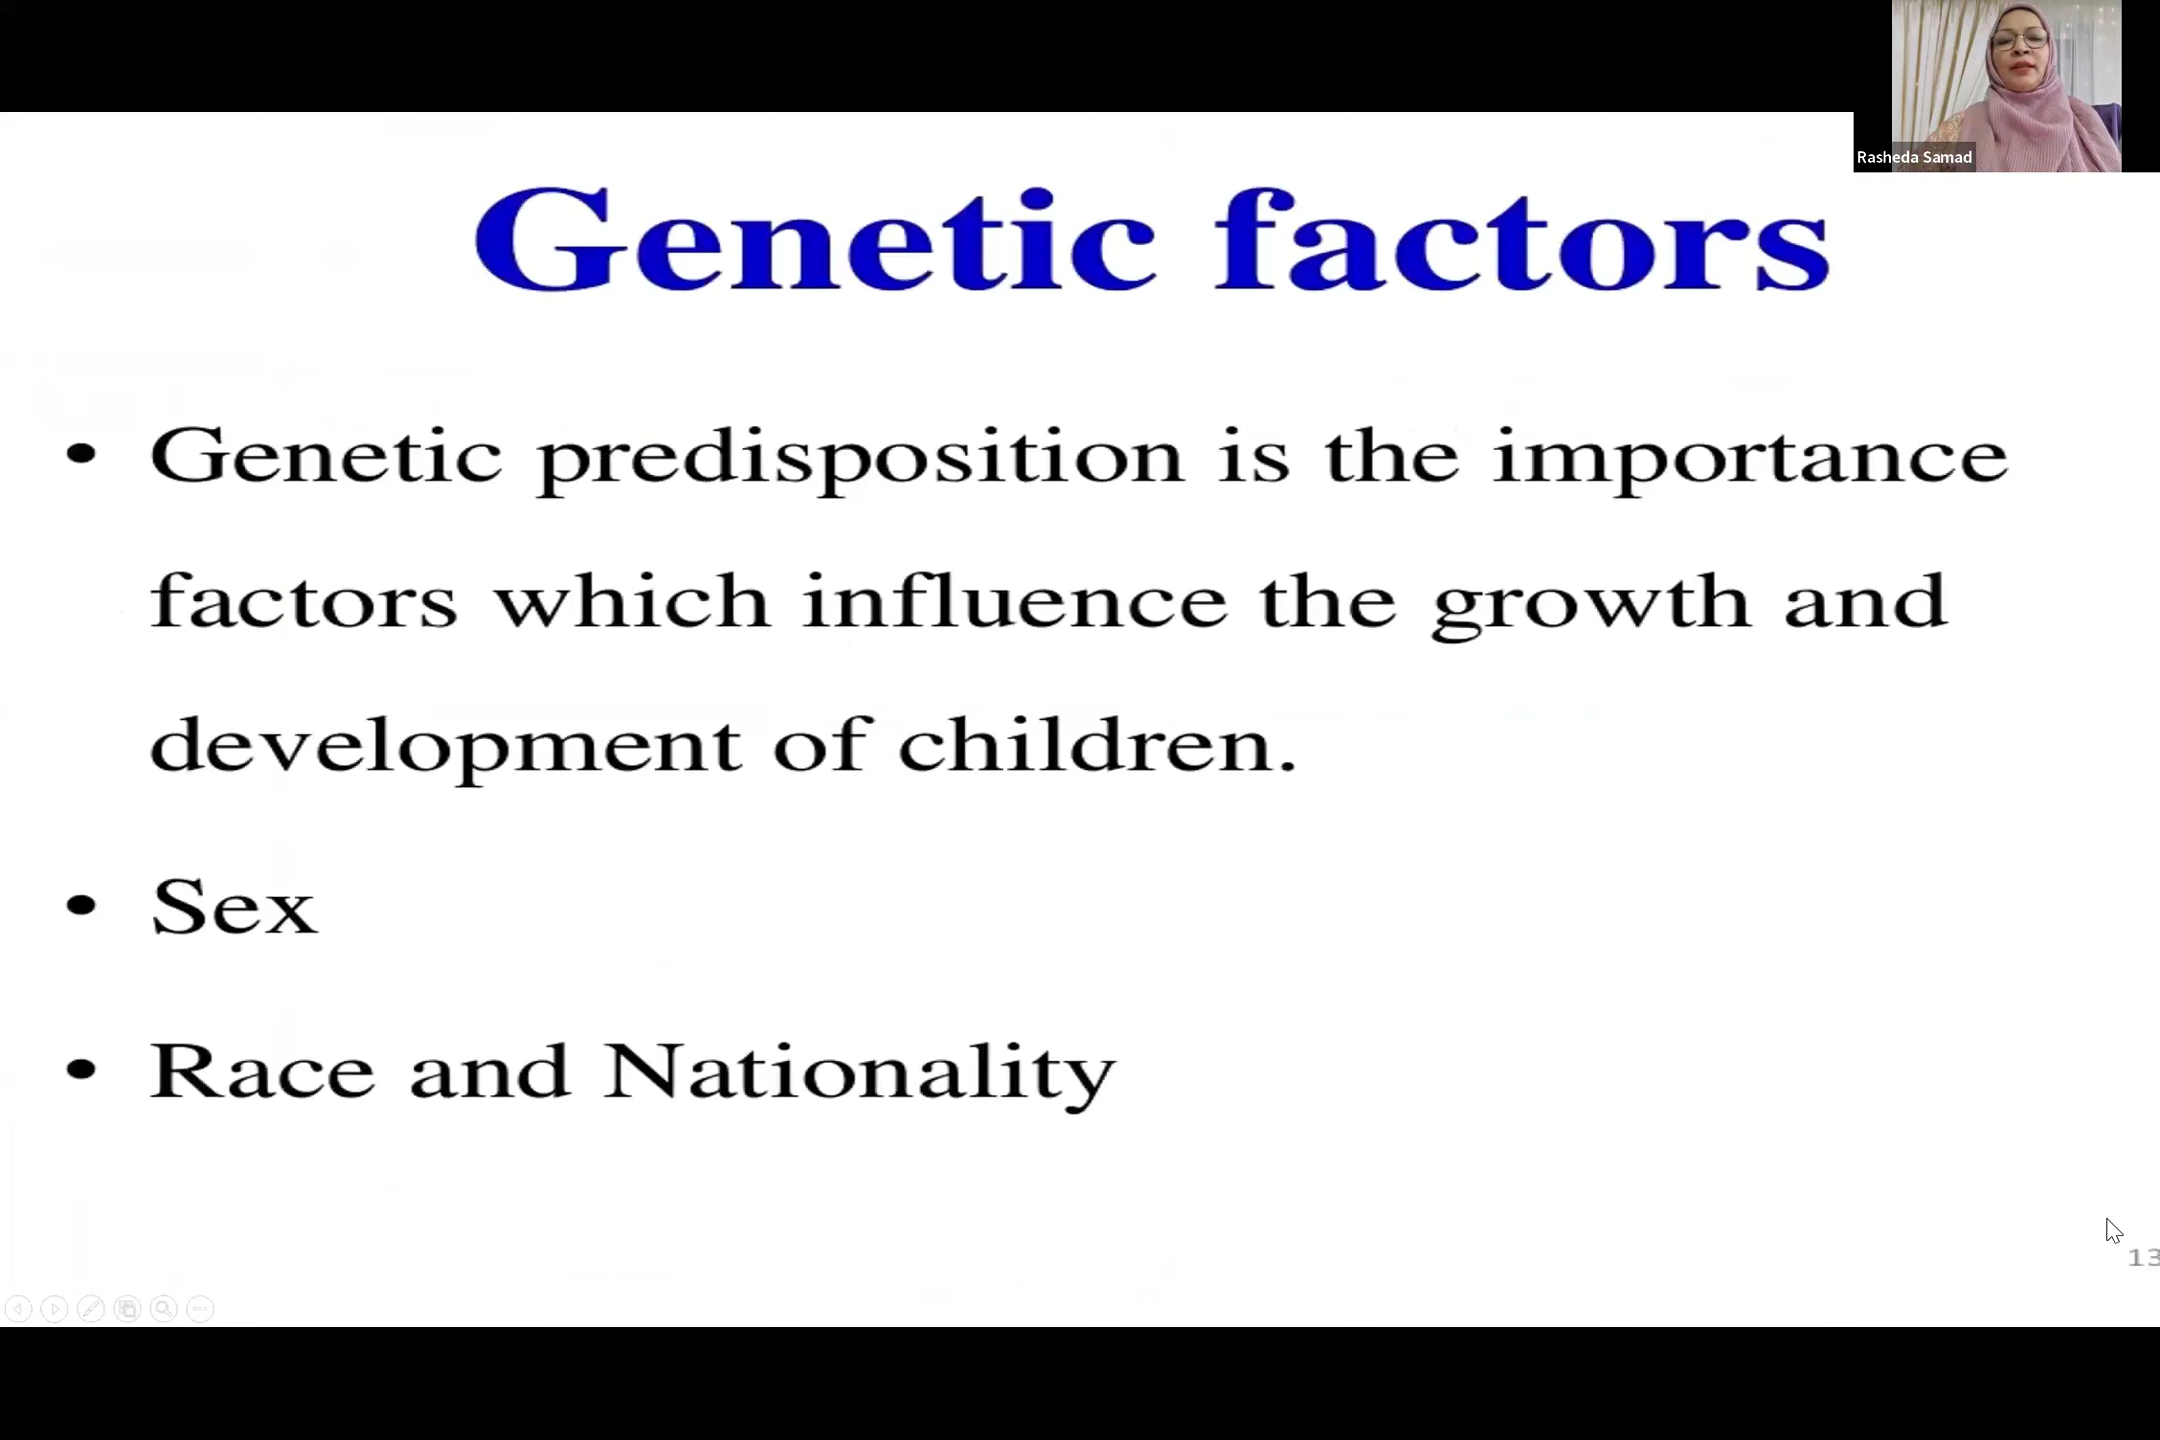 Rasheda Samad
Genetic factors
• Genetic predisposition is the importance
factors which influence the growth and
development of children.
• Sex
• Race and Nationality
13